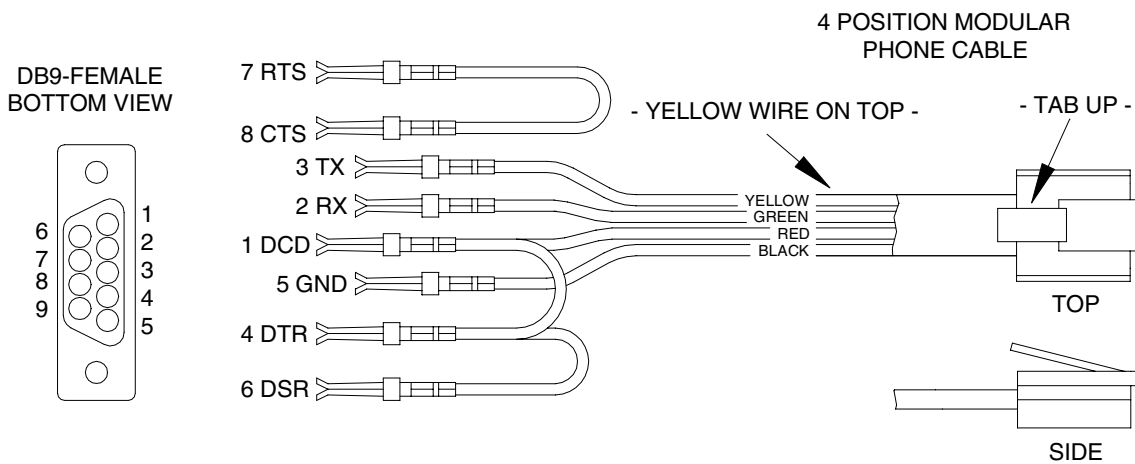 4 POSITION MODULAR
PHONE CABLE
DB9-FEMALE
BOTTOM VIEW
7 RTS
8 CTS
3 TX
2 RX
1 DCD
5 GND
4 DTR
6 DSR
- YELLOW WIRE ON TOP -
- TAB UP -
YELLOW
GREEN
RED
BLACK
1
2
3
4
5
6
7
8
9
TOP
SIDE